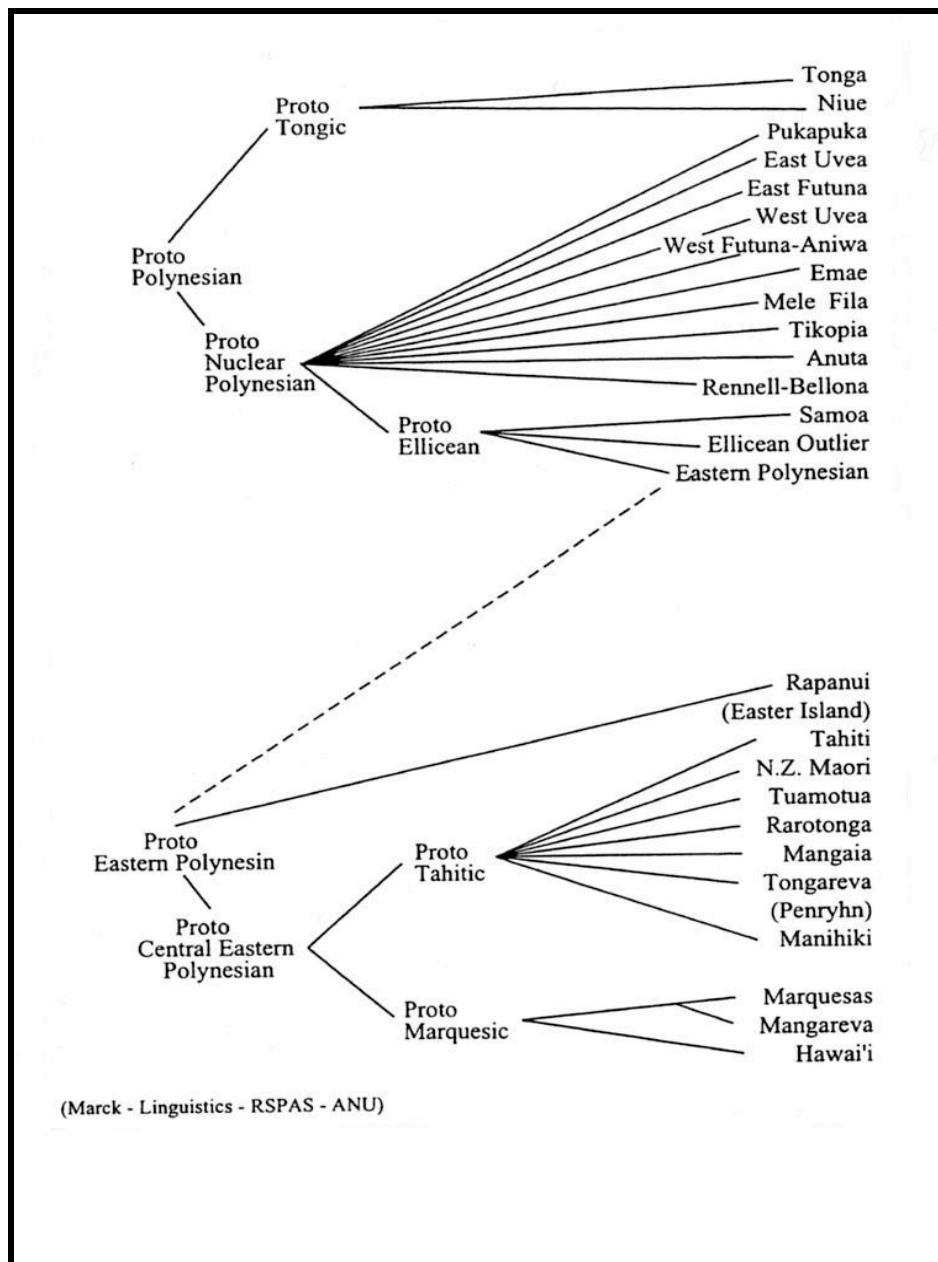 Tonga
Proto
Tongic
Niue
Pukapuka
East Uvea
East Futuna
West Uvea
West Futuna-Aniwa
Proto
Polynesian
Emae
Mele Fila
Proto
Nuclear
Polynesian
Tikopia
Anuta
Rennell-Bellona
Proto
Ellicean
Samoa
Ellicean Outlier
Eastern Polynesian
Rapanui
(Easter Island)
Tahiti
N.Z. Maori
Tuamotua
Rarotonga
Proto
Eastern Polynesin
Proto
Tahitic
Mangaia
Tongareva
(Penryhn)
Manihiki
Proto
Central Eastern
Polynesian
Proto
Marquesic
Marquesas
Mangareva
Hawai'i
(Marck - Linguistics - RSPAS - ANU)